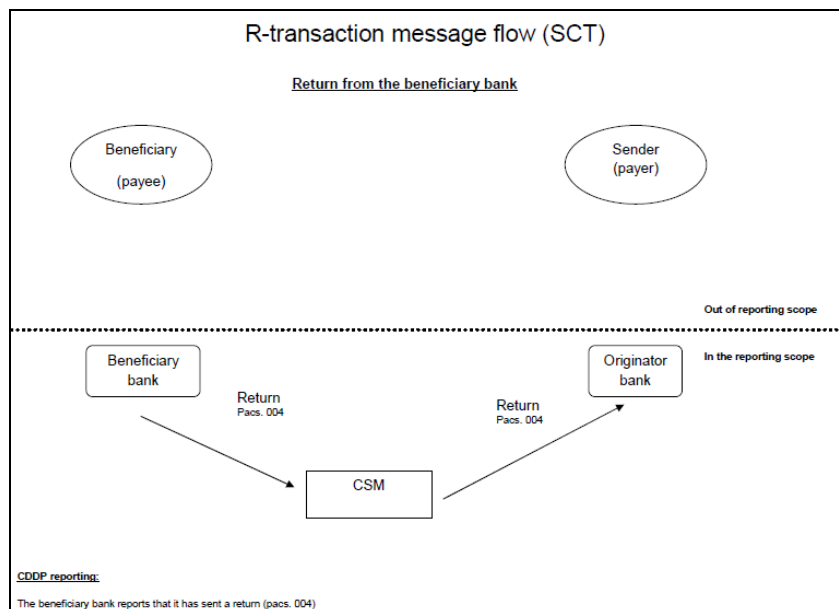 R-transaction message flow (SCT)
Return from the beneficiary bank
Beneficiary
(payee)
Sender
(payer)
Out of reporting scope
In the reporting scope
Beneficiary
bank
Originator
bank
Return
Pacs. 004
Return
Pacs. 004
CSM
CDDP reporting:
The beneficiary bank reports that it has sent a return (pacs. 004)